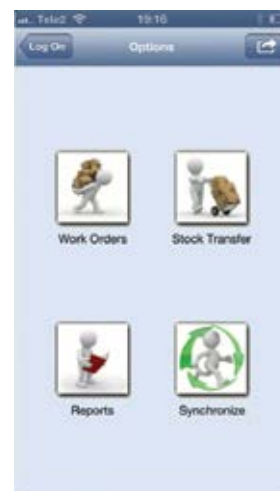 Tele2 19:16
Log On Options
Work Orders Stock Transfer
Reports Synchronize